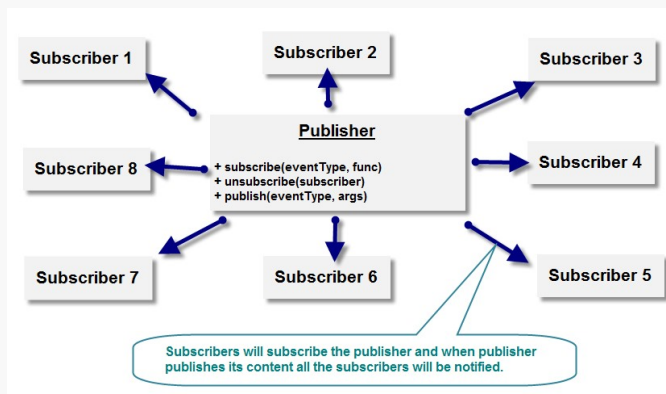 Subscriber 1
Subscriber 2
Subscriber 3
Publisher
+ subscribe(eventType, func)
+ unsubscribe(subscriber)
+ publish(eventType, args)
Subscriber 8
Subscriber 4
Subscriber 7
Subscriber 6
Subscriber 5
Subscribers will subscribe the publisher and when publisher
publishes its content all the subscribers will be notified.